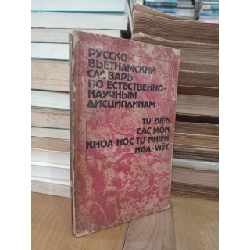 РУССКО-
ВЬЕТНАМСКИЙ
СЛОВАРЬ
ПО ЕСТЕСТВЕННО-
НАУЧНЫМ
ДИСЦИПЛИНАМ
TỪ ĐIỂN
CÁC MÔN
KHOA HỌC TỰ NHIÊN
NGA-VIỆT